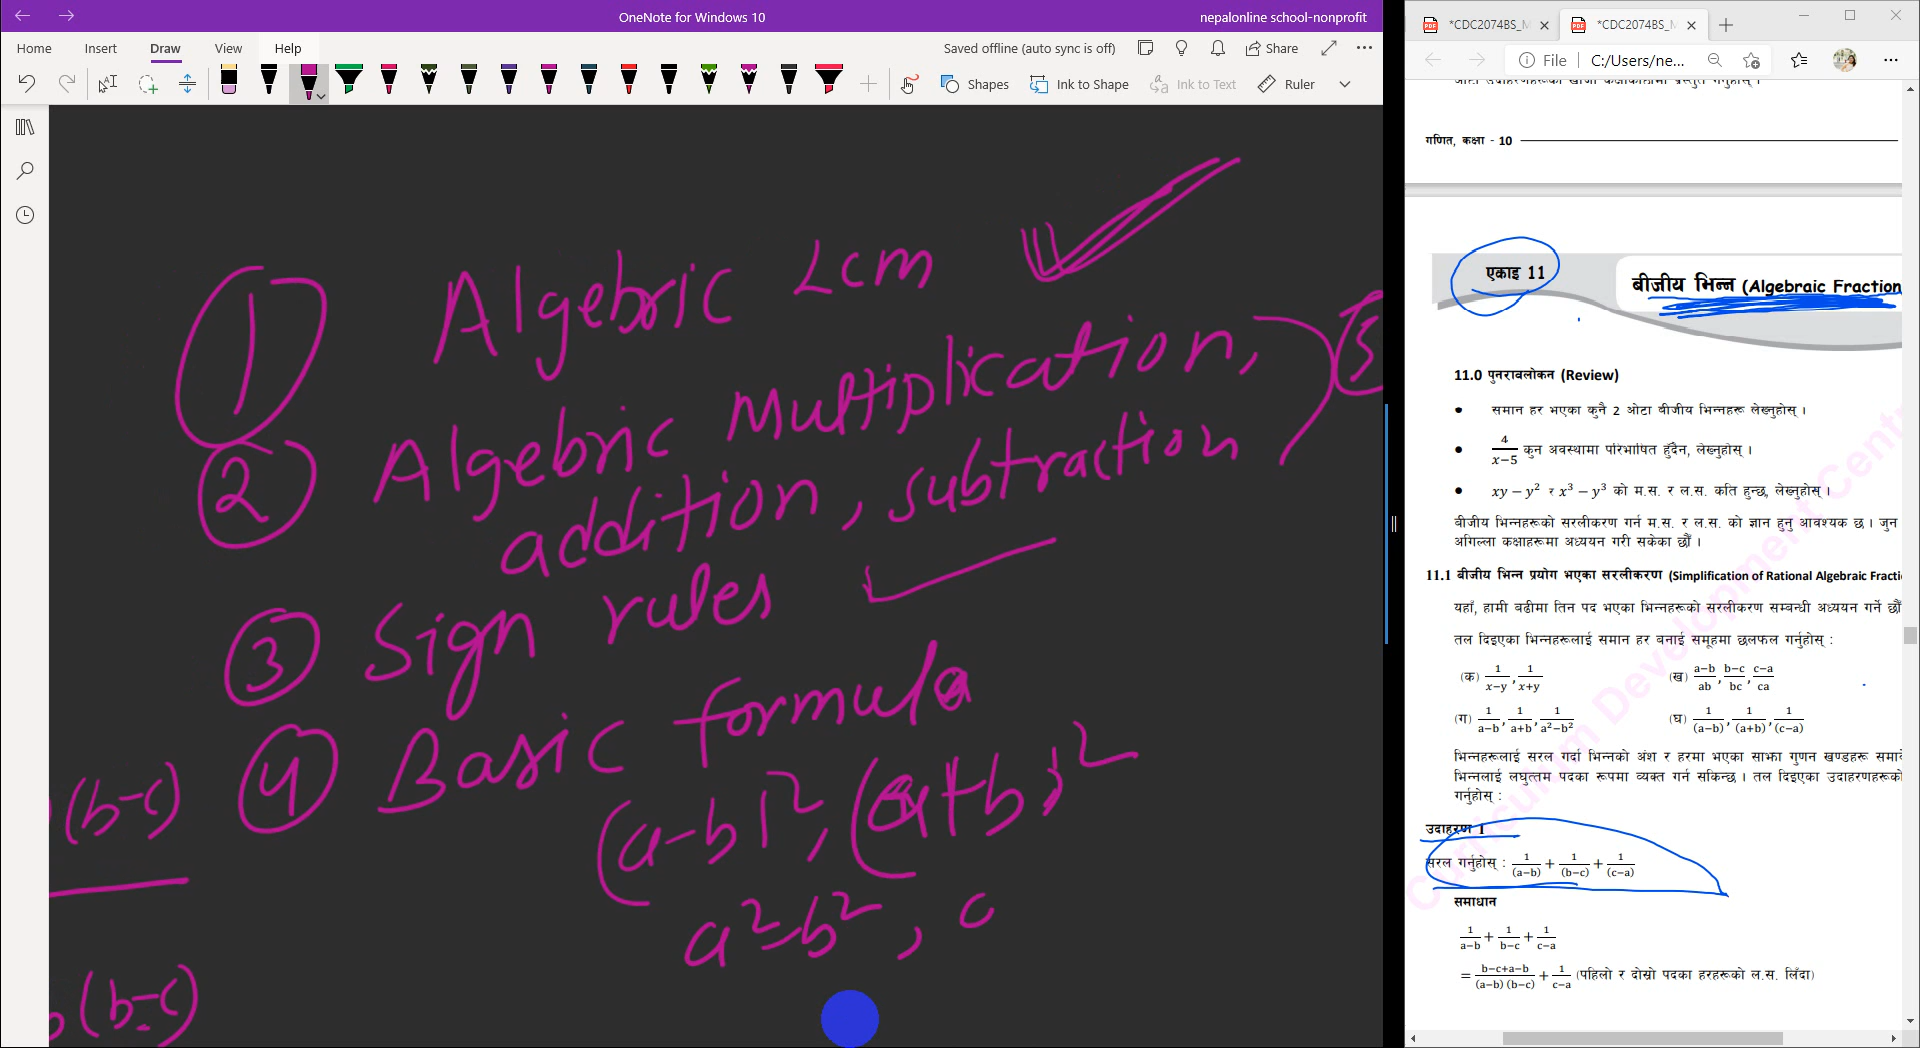 OneNote for Windows 10
nepalonline school-nonprofit
Home Insert Draw View Help
Saved offline (auto sync is off) Share
Shapes Ink to Shape Ink to Text Ruler
1 Algebric Lcm
2 Algebric Multiplication,
addition, subtraction
3 Sign rules
4 Basic formula
(a-b)², (a+b)²
a²-b², c
(b-c)
(b-c)
*CDC2074BS_M *CDC2074BS_M
File C:/Users/ne...
गणित, कक्षा - 10
एकाइ 11
बीजीय भिन्न (Algebraic Fraction
11.0 पुनरावलोकन (Review)
• समान हर भएका कुनै 2 ओटा बीजीय भिन्नहरू लेख्नुहोस् ।
• 4/x−5 कुन अवस्थामा परिभाषित हुँदैन, लेख्नुहोस् ।
• xy − y² र x³ − y³ को म.स. र ल.स. कति हुन्छ, लेख्नुहोस् ।
बीजीय भिन्नहरूको सरलीकरण गर्न म.स. र ल.स. को ज्ञान हुनु आवश्यक छ । जुन
अगिल्ला कक्षाहरूमा अध्ययन गरी सकेका छौँ ।
11.1 बीजीय भिन्न प्रयोग भएका सरलीकरण (Simplification of Rational Algebraic Fracti
यहाँ, हामी बढीमा तिन पद भएका भिन्नहरूको सरलीकरण सम्बन्धी अध्ययन गर्ने छौँ
तल दिइएका भिन्नहरूलाई समान हर बनाई समूहमा छलफल गर्नुहोस् :
(क) 1/x−y , 1/x+y (ख) a−b/ab , b−c/bc , c−a/ca
(ग) 1/a−b , 1/a+b , 1/a²−b² (घ) 1/(a−b) , 1/(a+b) , 1/(c−a)
भिन्नहरूलाई सरल गर्दा भिन्नको अंश र हरमा भएका साझा गुणन खण्डहरू
भिन्नलाई लघुत्तम पदका रूपमा व्यक्त गर्न सकिन्छ । तल दिइएका उदाहरणहरूको
गर्नुहोस् :
उदाहरण 1
सरल गर्नुहोस् : 1/(a−b) + 1/(b−c) + 1/(c−a)
समाधान
1/a−b + 1/b−c + 1/c−a
= b−c+a−b/(a−b)(b−c) + 1/c−a (पहिलो र दोस्रो पदका हरहरूको ल.स. लिँदा)
Curriculum Development Centr